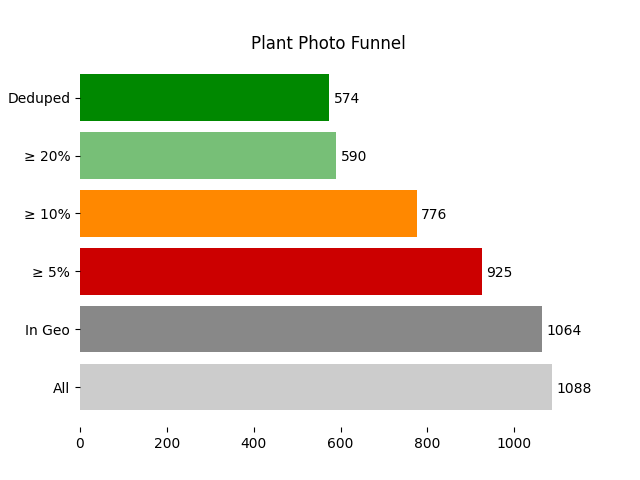 Plant Photo Funnel
Deduped 574
≥ 20% 590
≥ 10% 776
≥ 5% 925
In Geo 1064
All 1088
0 200 400 600 800 1000